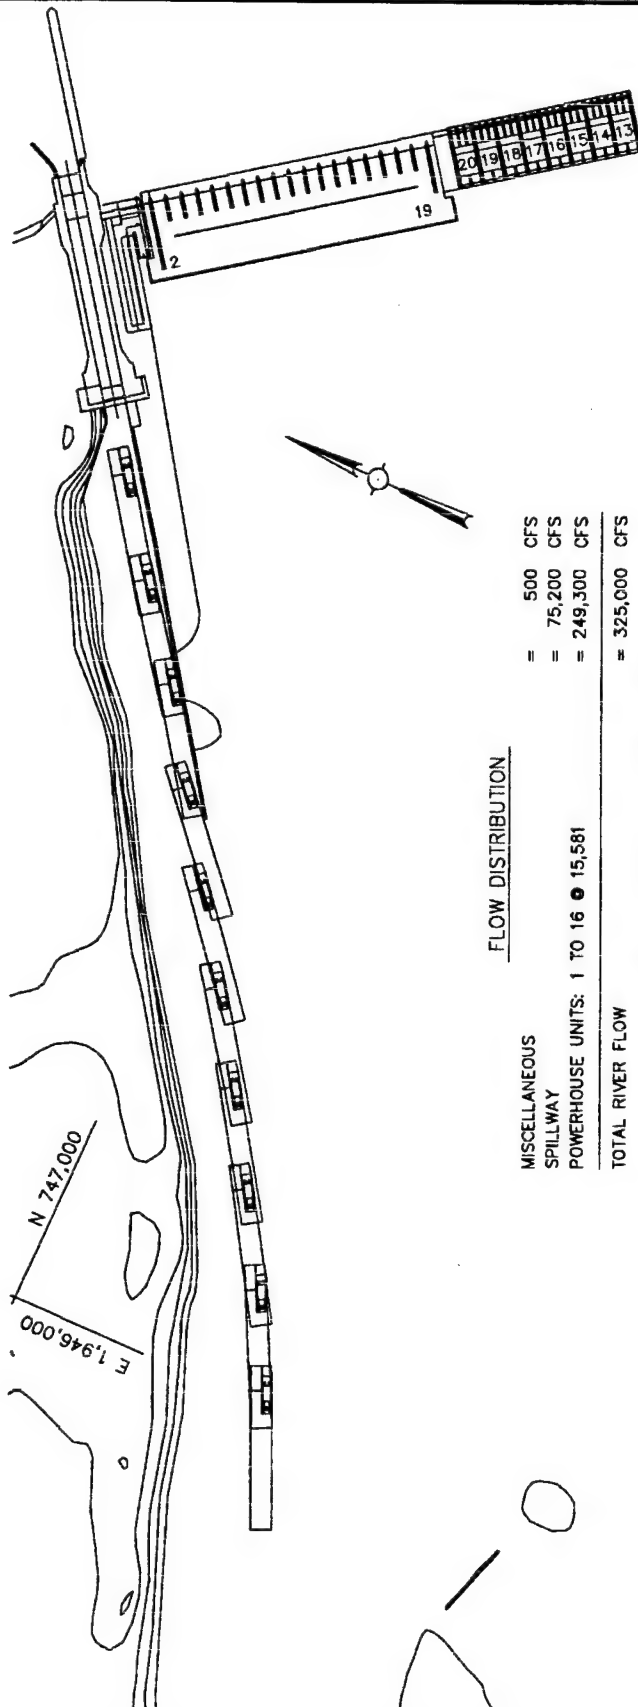 2
19
20 19 18 17 16 15 14 13
N 747,000
E 1,946,000
FLOW DISTRIBUTION
MISCELLANEOUS = 500 CFS
SPILLWAY = 75,200 CFS
POWERHOUSE UNITS: 1 TO 16 @ 15,581 = 249,300 CFS
TOTAL RIVER FLOW = 325,000 CFS